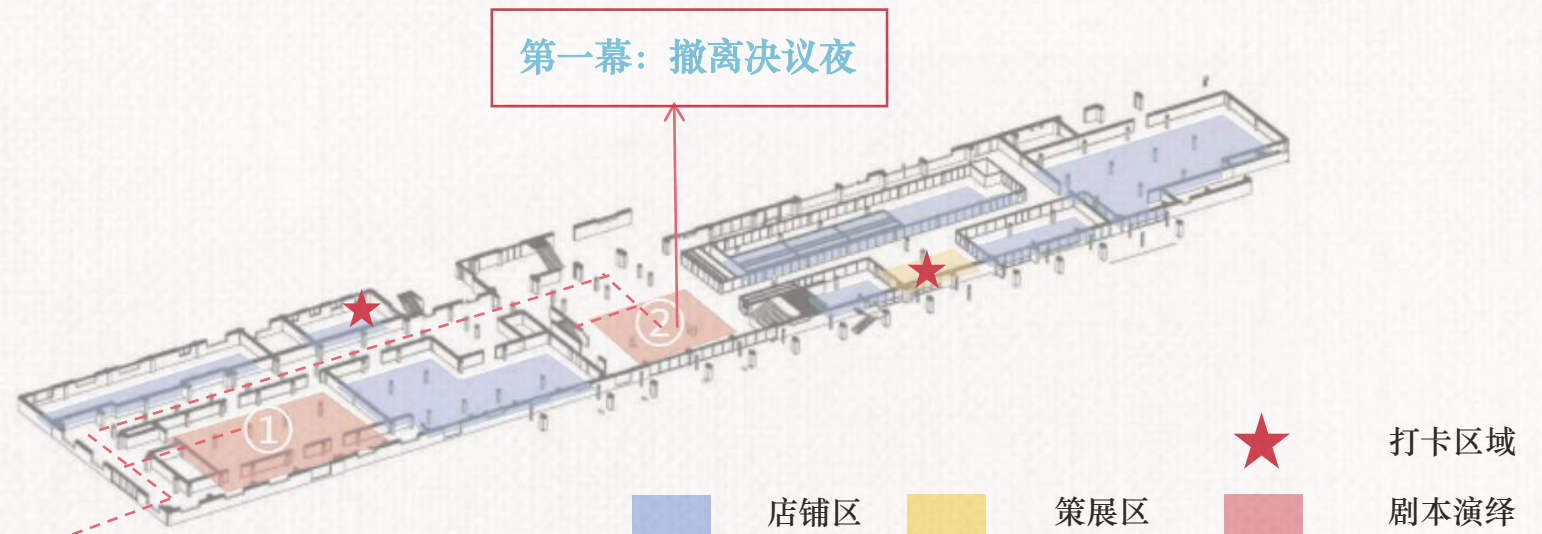 第一幕：撤离决议夜
②
①
打卡区域
店铺区 策展区 剧本演绎